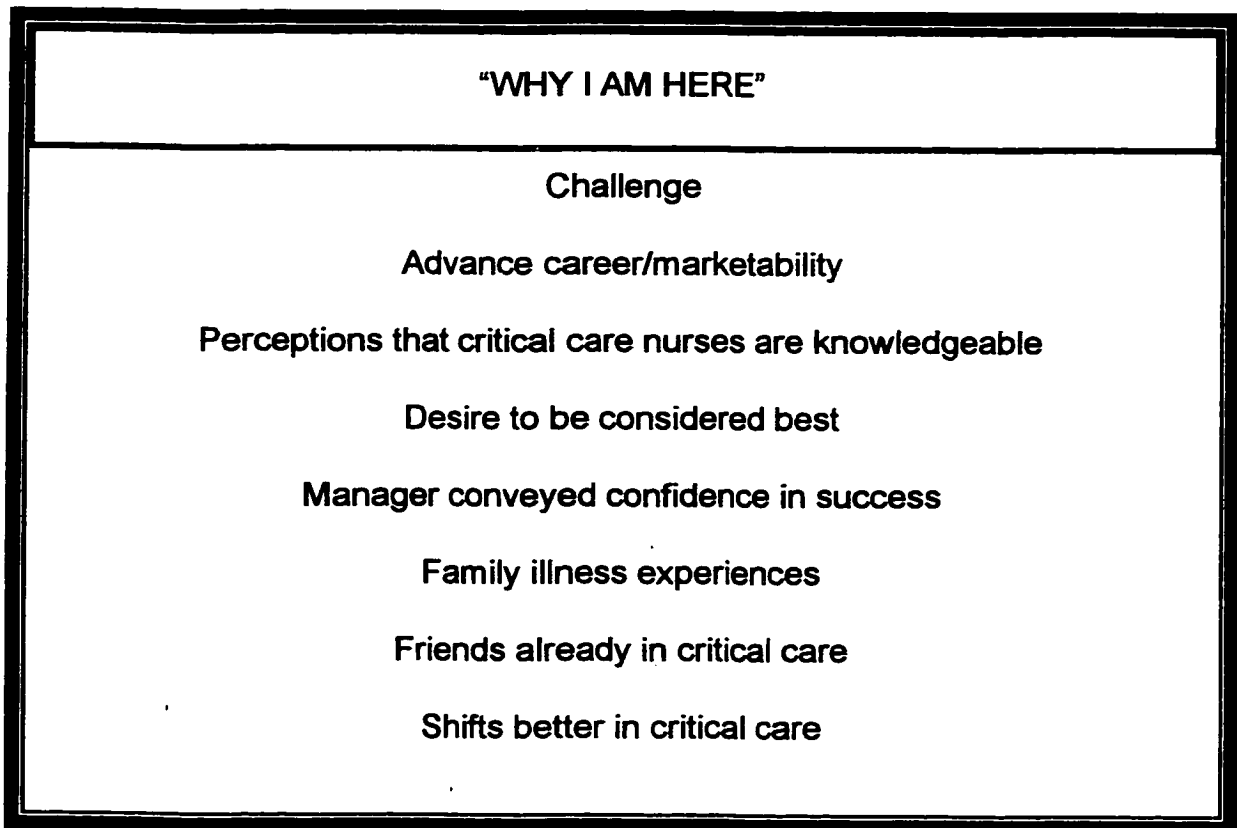 “WHY I AM HERE”
Challenge
Advance career/marketability
Perceptions that critical care nurses are knowledgeable
Desire to be considered best
Manager conveyed confidence in success
Family illness experiences
Friends already in critical care
Shifts better in critical care